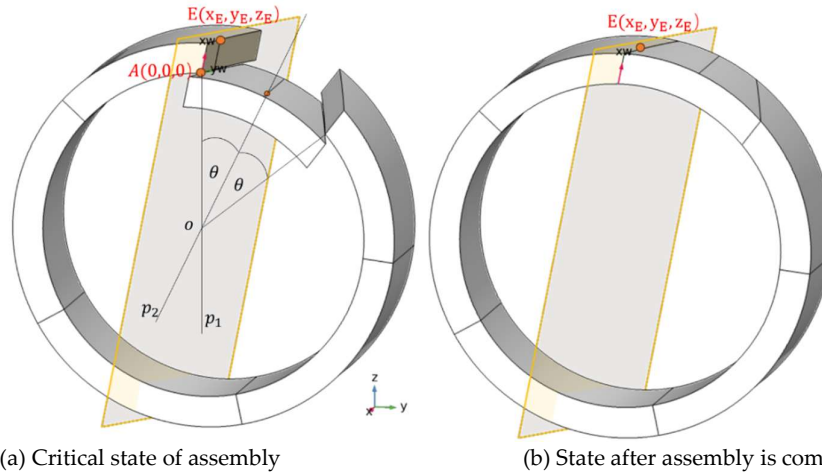 E(x_E, y_E, z_E)
xw
A(0,0,0)
yw
θ
θ
o
p_2
p_1
z
x
y
E(x_E, y_E, z_E)
xw
(a) Critical state of assembly
(b) State after assembly is com